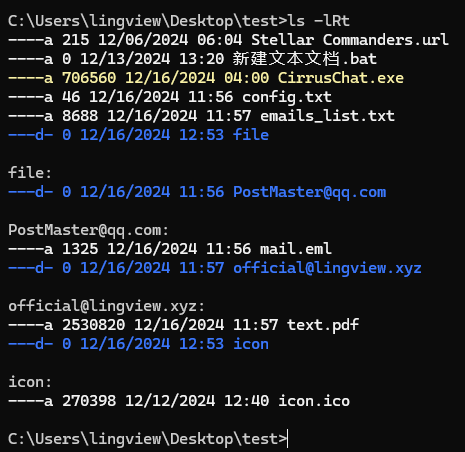 C:\Users\lingview\Desktop\test>ls -lRt
----a 215 12/06/2024 06:04 Stellar Commanders.url
----a 0 12/13/2024 13:20 新建文本文档.bat
----a 706560 12/16/2024 04:00 CirrusChat.exe
----a 46 12/16/2024 11:56 config.txt
----a 8688 12/16/2024 11:57 emails_list.txt
---d- 0 12/16/2024 12:53 file
file:
---d- 0 12/16/2024 11:56 PostMaster@qq.com
PostMaster@qq.com:
----a 1325 12/16/2024 11:56 mail.eml
---d- 0 12/16/2024 11:57 official@lingview.xyz
official@lingview.xyz:
----a 2530820 12/16/2024 11:57 text.pdf
---d- 0 12/16/2024 12:53 icon
icon:
----a 270398 12/12/2024 12:40 icon.ico
C:\Users\lingview\Desktop\test>